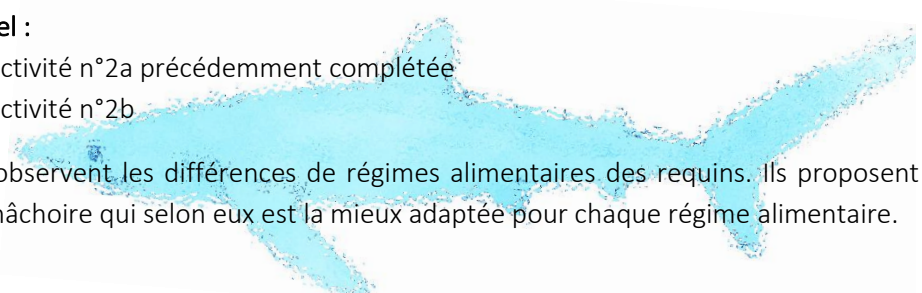 el :
ctivité n°2a précédemment complétée
ctivité n°2b
observent les différences de régimes alimentaires des requins. Ils proposent
nâchoire qui selon eux est la mieux adaptée pour chaque régime alimentaire.